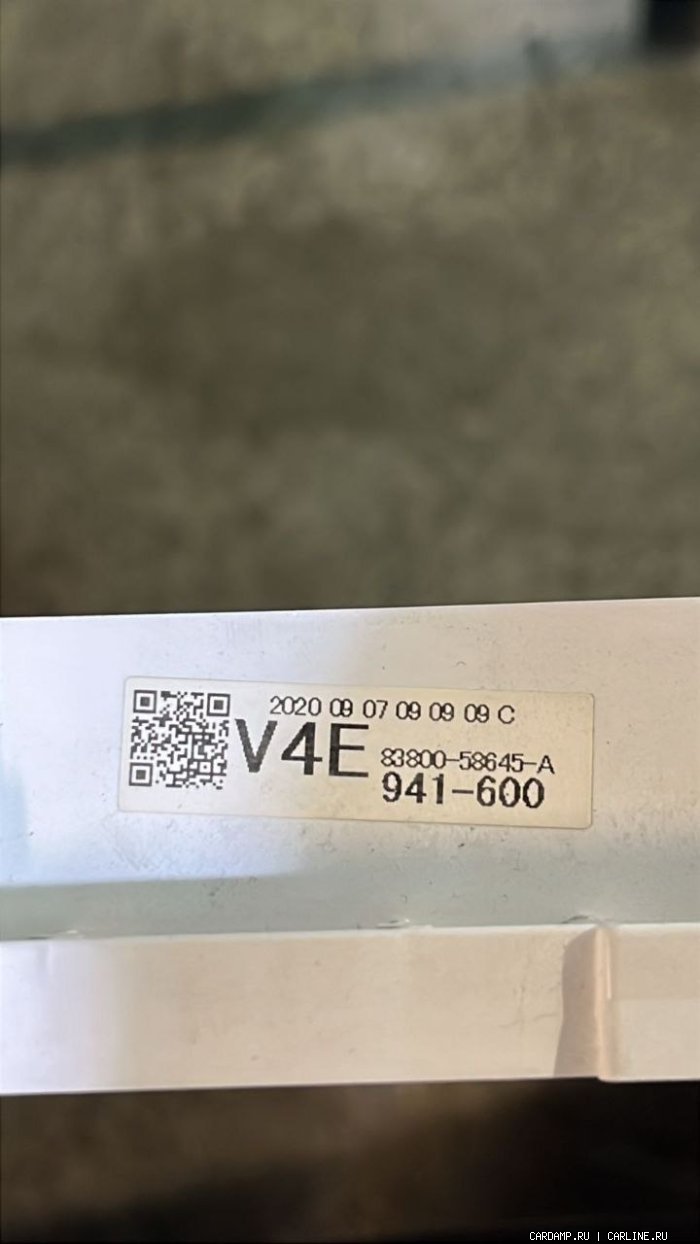 2020 09 07 09 09 09 C
V4E 83800-58645-A
941-600
CARDAMP.RU | CARLINE.RU